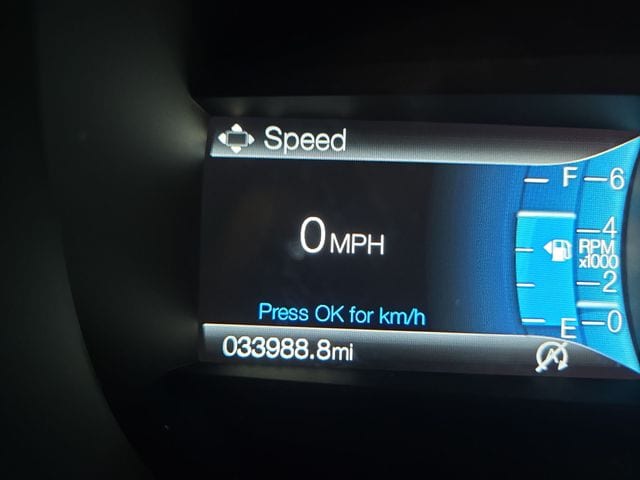 Speed
0 MPH
Press OK for km/h
033988.8mi
F
E
6
4
RPM
x1000
2
0